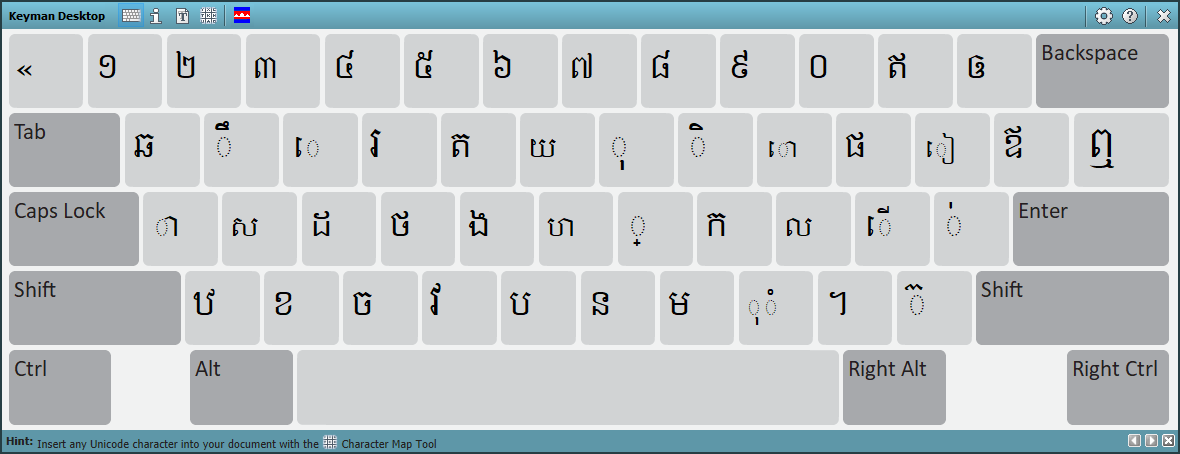 Keyman Desktop
« ១ ២ ៣ ៤ ៥ ៦ ៧ ៨ ៩ ០ ឥ ឲ Backspace
Tab ឆ ឹ េ រ ត យ ុ ិ ោ ផ ៀ ឪ ឮ
Caps Lock ា ស ដ ថ ង ហ ្ ក ល ើ ់ Enter
Shift ឋ ខ ច វ ប ន ម ុំ ។ ៊ Shift
Ctrl Alt Right Alt Right Ctrl
Hint: Insert any Unicode character into your document with the Character Map Tool